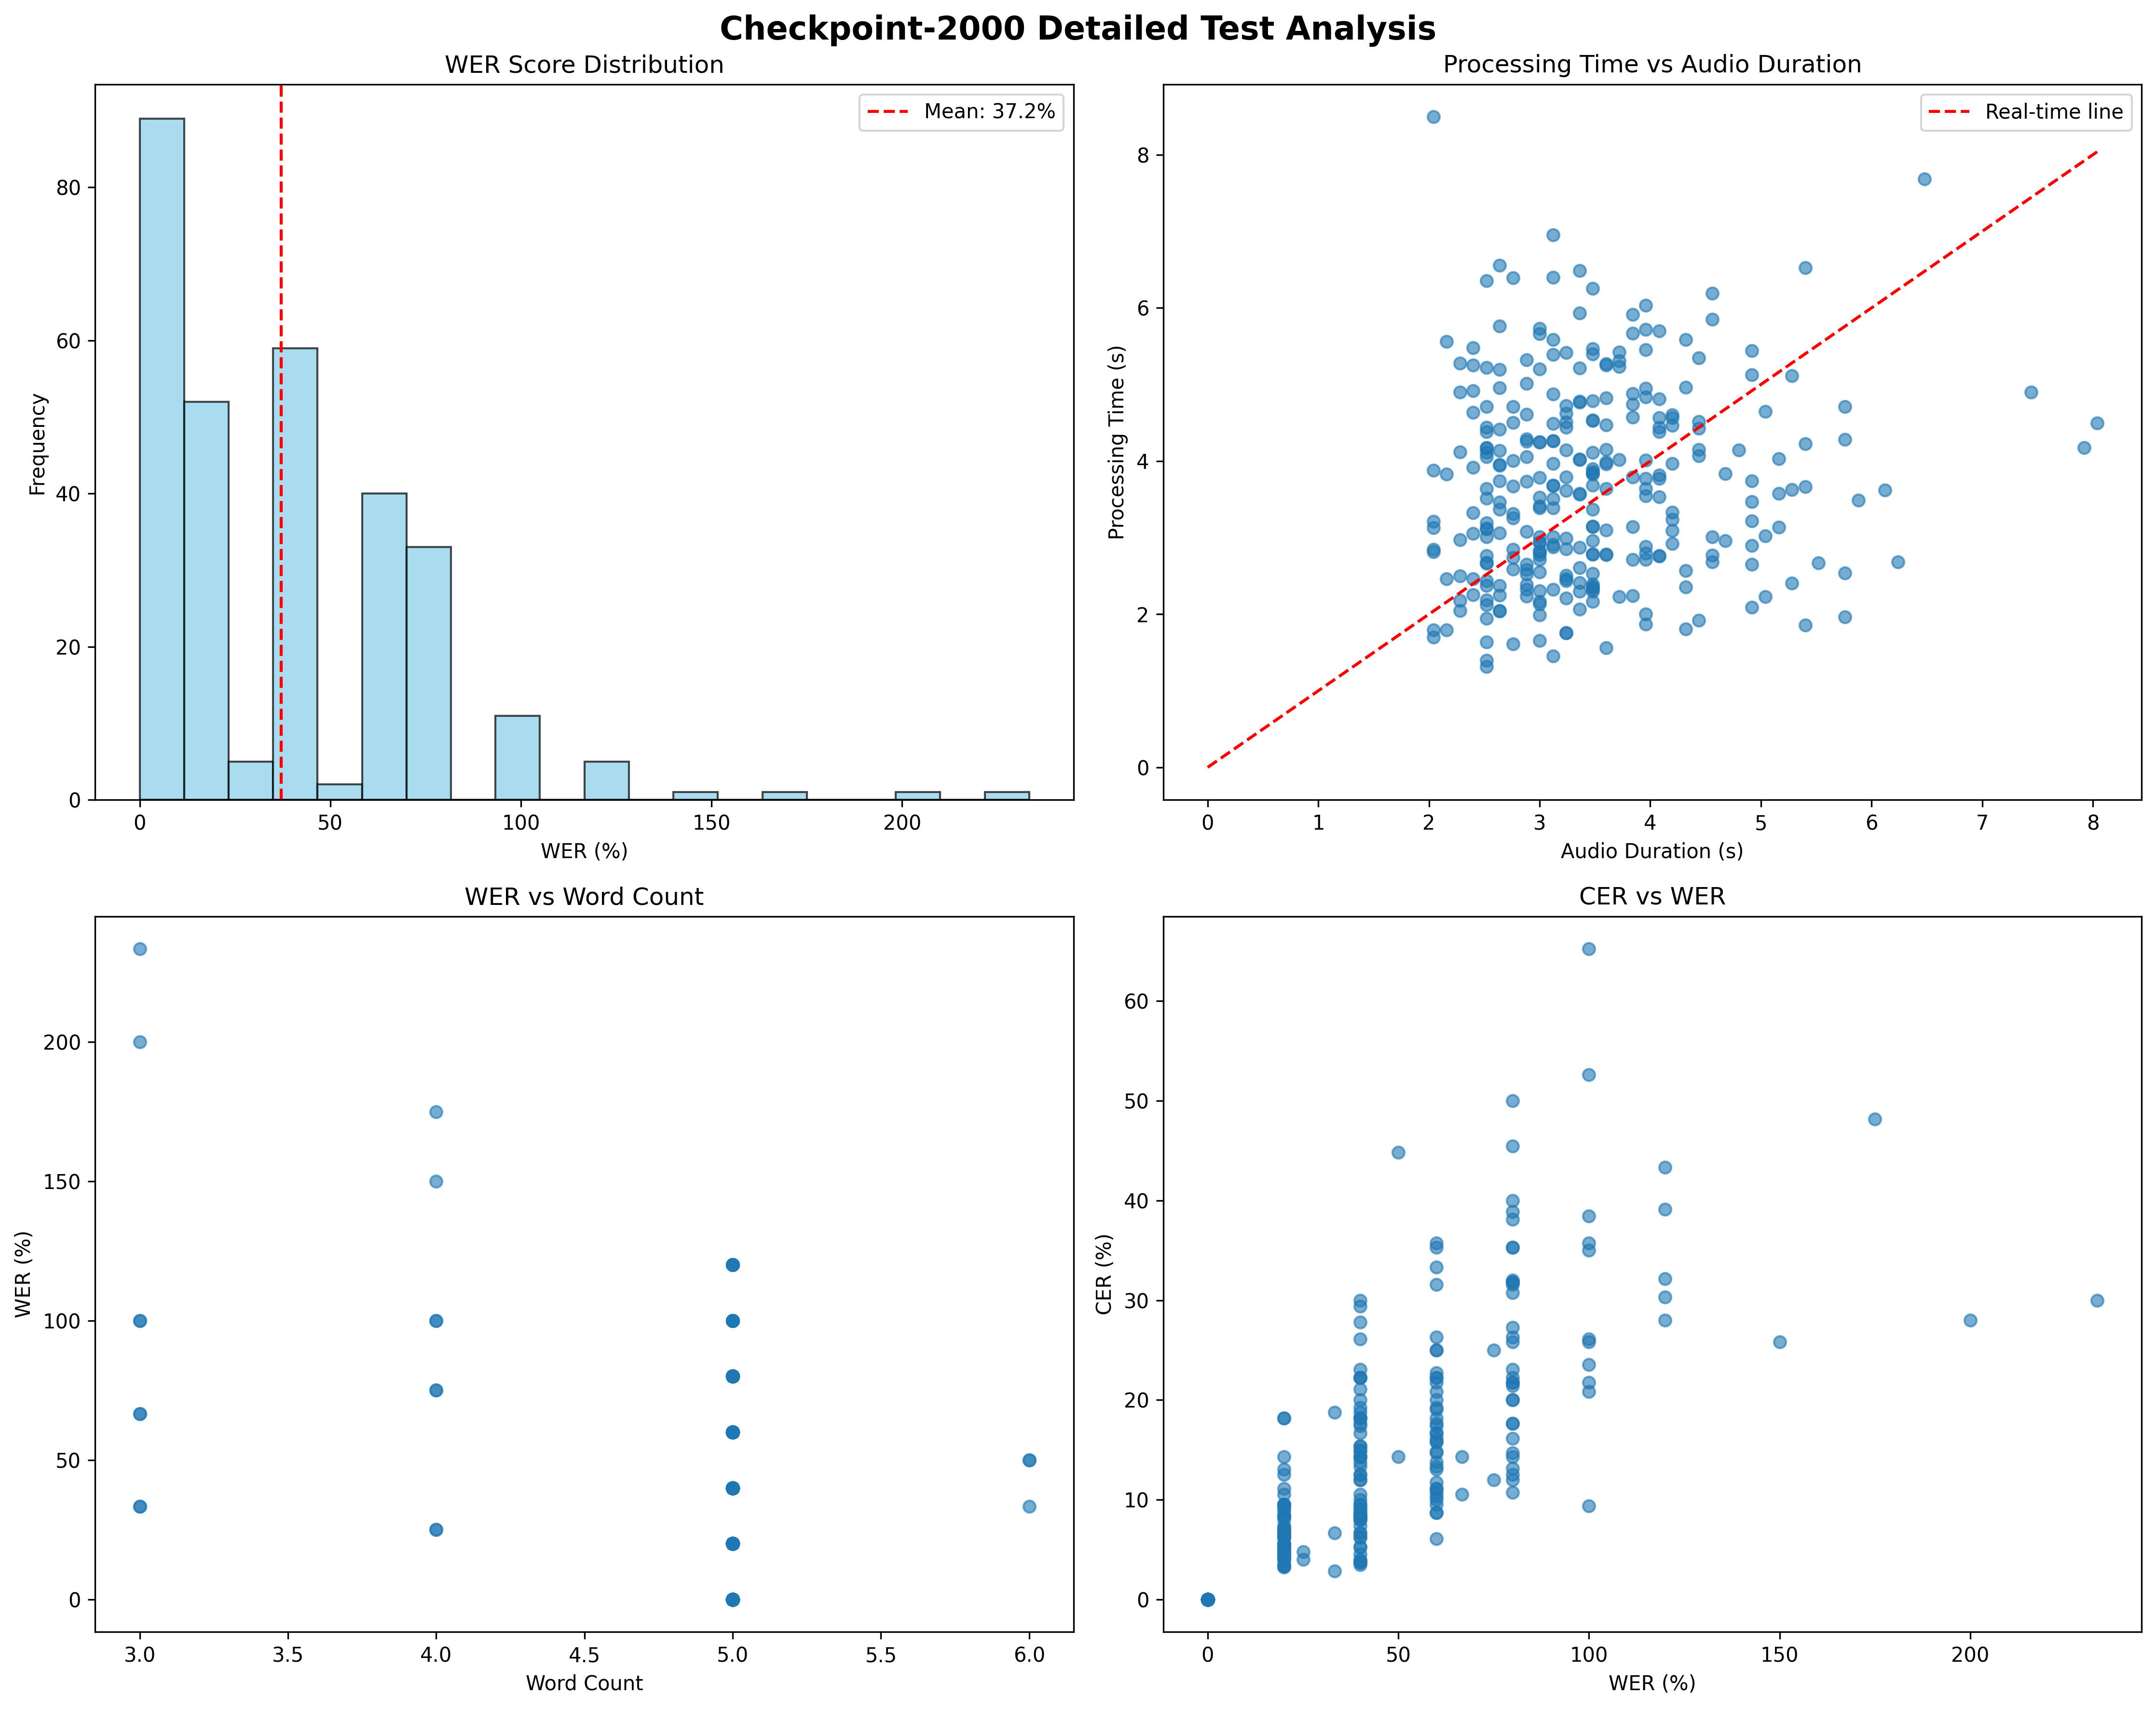 Checkpoint-2000 Detailed Test Analysis
WER Score Distribution
Mean: 37.2%
Frequency
80
60
40
20
0
0 50 100 150 200
WER (%)
Processing Time vs Audio Duration
Real-time line
Processing Time (s)
8
6
4
2
0
0 1 2 3 4 5 6 7 8
Audio Duration (s)
WER vs Word Count
WER (%)
200
150
100
50
0
3.0 3.5 4.0 4.5 5.0 5.5 6.0
Word Count
CER vs WER
CER (%)
60
50
40
30
20
10
0
0 50 100 150 200
WER (%)